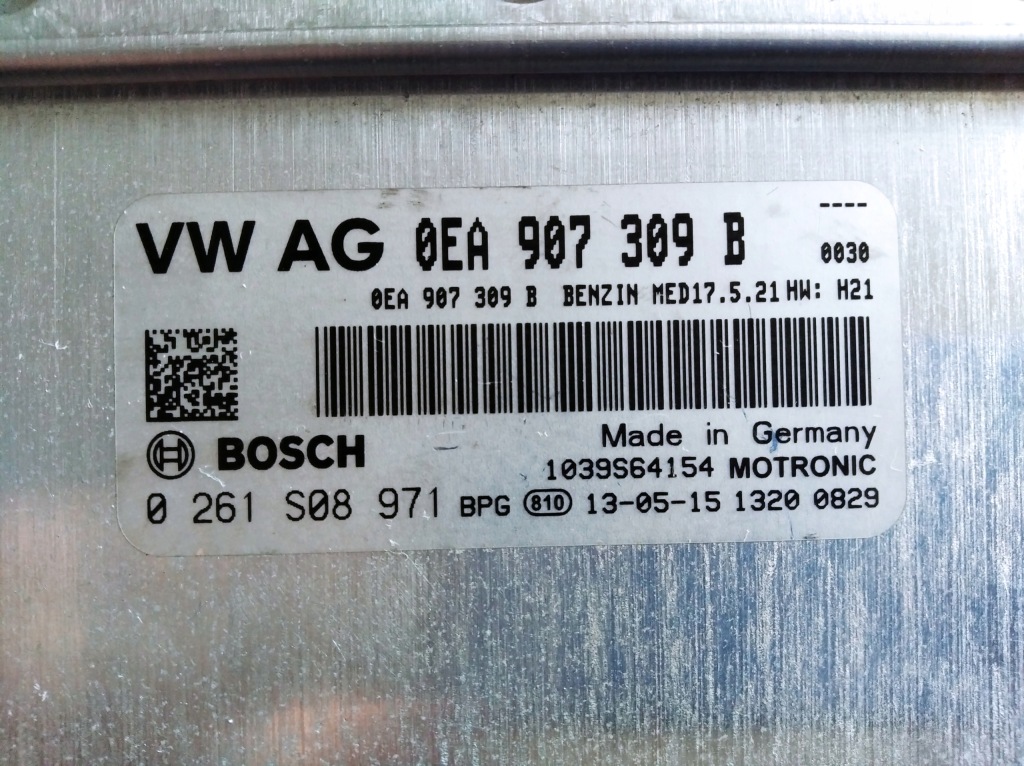 ----
VW AG 0EA 907 309 B 0030
0EA 907 309 B BENZIN MED17.5.21 HW: H21
BOSCH Made in Germany
1039S64154 MOTRONIC
0 261 S08 971 BPG 810 13-05-15 1320 0829